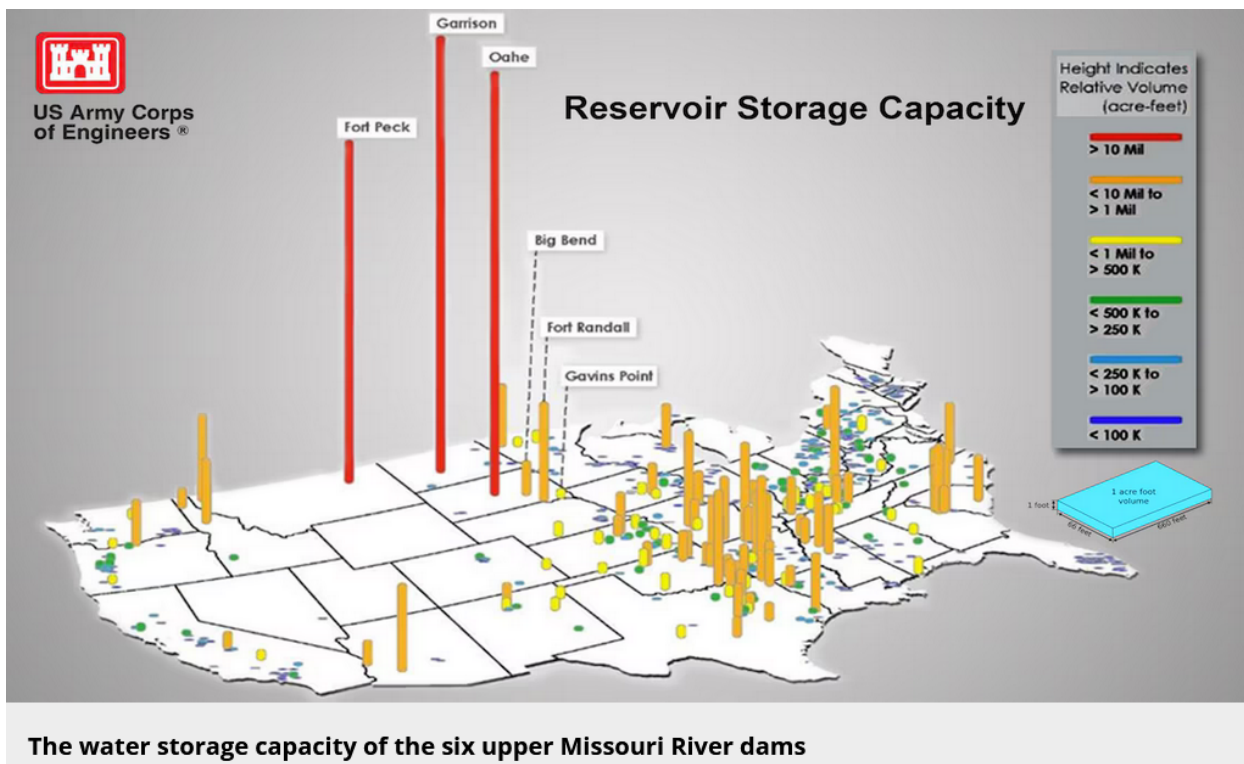 US Army Corps
of Engineers ®
Garrison
Oahe
Fort Peck
Reservoir Storage Capacity
Height Indicates
Relative Volume
(acre-feet)
> 10 Mil
< 10 Mil to
> 1 Mil
< 1 Mil to
> 500 K
< 500 K to
> 250 K
< 250 K to
> 100 K
< 100 K
Big Bend
Fort Randall
Gavins Point
1 acre foot
volume
1 foot
66 feet
660 feet
The water storage capacity of the six upper Missouri River dams